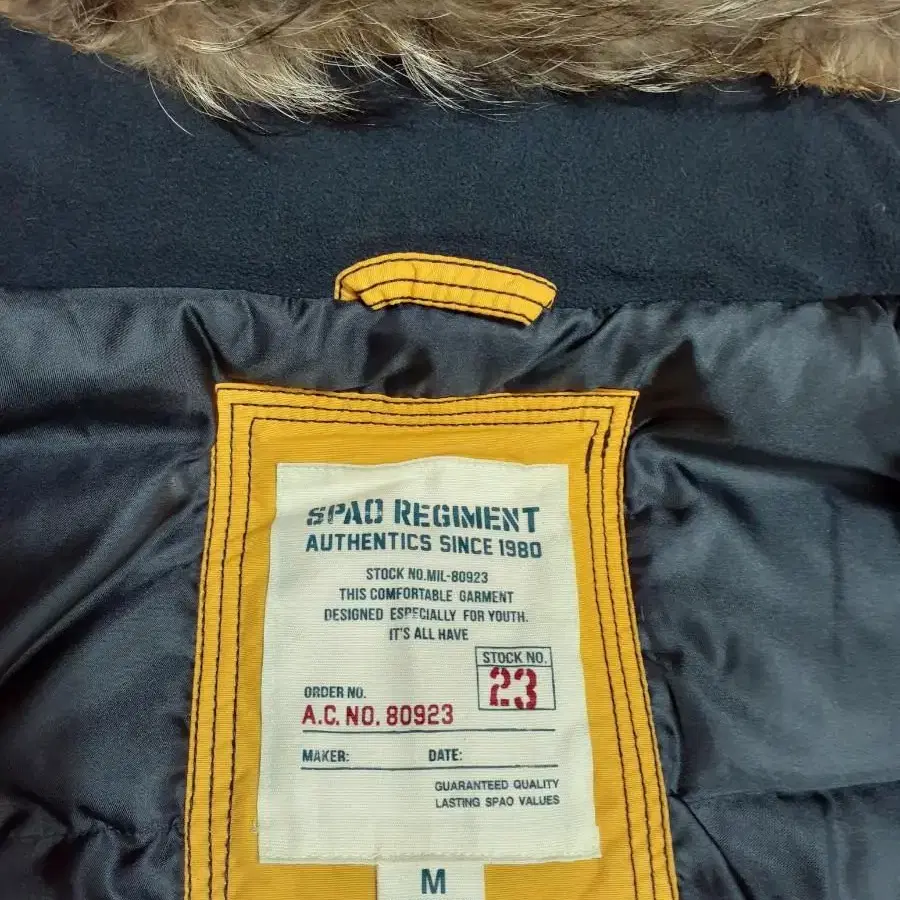 SPAO REGIMENT
AUTHENTICS SINCE 1980
STOCK NO.MIL-80923
THIS COMFORTABLE GARMENT
DESIGNED ESPECIALLY FOR YOUTH.
IT'S ALL HAVE
STOCK NO.
23
ORDER NO.
A.C. NO. 80923
MAKER: DATE:
GUARANTEED QUALITY
LASTING SPAO VALUES
M